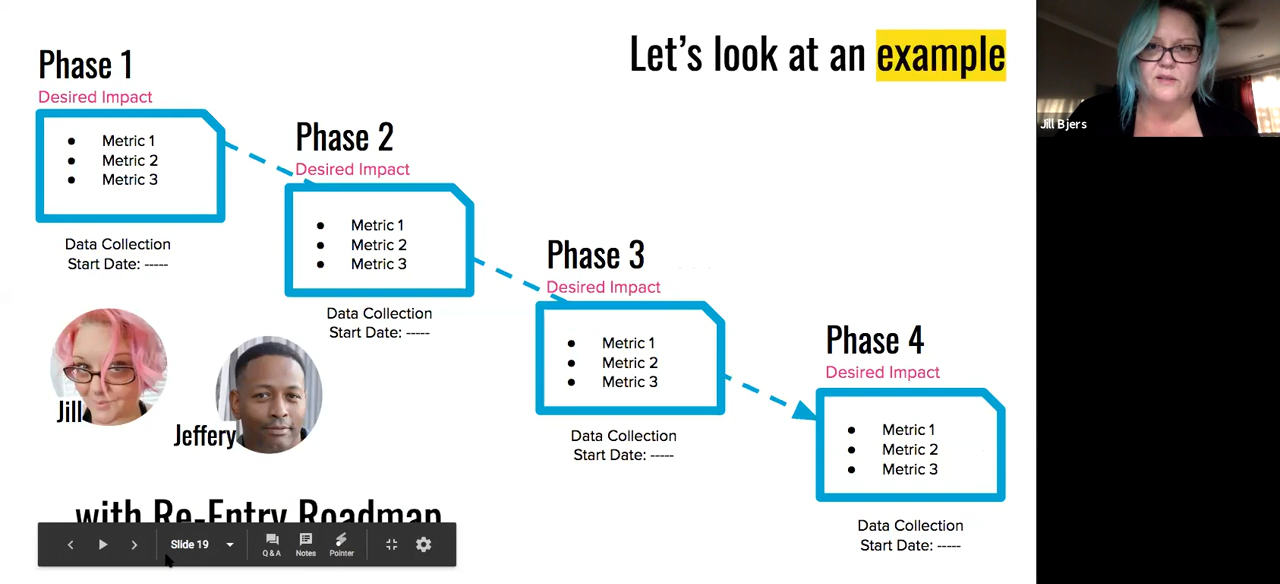 Let's look at an example
Phase 1
Desired Impact
● Metric 1
● Metric 2
● Metric 3
Data Collection
Start Date: -----
Phase 2
Desired Impact
● Metric 1
● Metric 2
● Metric 3
Data Collection
Start Date: -----
Phase 3
Desired Impact
● Metric 1
● Metric 2
● Metric 3
Data Collection
Start Date: -----
Phase 4
Desired Impact
● Metric 1
● Metric 2
● Metric 3
Data Collection
Start Date: -----
Jill
Jeffery
with Re-Entry Roadmap
Slide 19
Q & A
Notes
Pointer
Jill Bjers